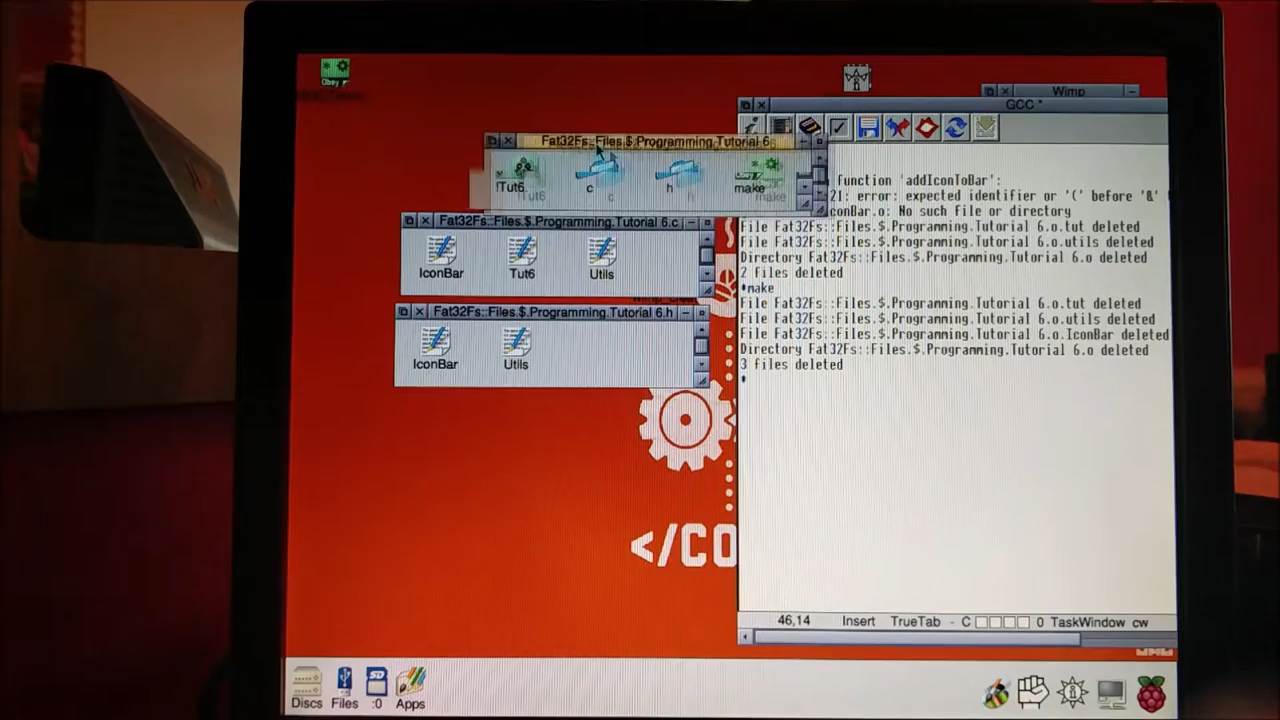 Obey
Wimp
GCC *
Fat32Fs::Files.$.Programming.Tutorial 6
!Tut6 c h make
Fat32Fs::Files.$.Programming.Tutorial 6.c
IconBar Tut6 Utils
Fat32Fs::Files.$.Programming.Tutorial 6.h
IconBar Utils
function 'addIconToBar':
21: error: expected identifier or '(' before '&'
conBar.o: No such file or directory
File Fat32Fs::Files.$.Programming.Tutorial 6.o.tut deleted
File Fat32Fs::Files.$.Programming.Tutorial 6.o.utils deleted
Directory Fat32Fs::Files.$.Programming.Tutorial 6.o deleted
2 files deleted
*make
File Fat32Fs::Files.$.Programming.Tutorial 6.o.tut deleted
File Fat32Fs::Files.$.Programming.Tutorial 6.o.utils deleted
File Fat32Fs::Files.$.Programming.Tutorial 6.o.IconBar deleted
Directory Fat32Fs::Files.$.Programming.Tutorial 6.o deleted
3 files deleted
*
</CO
46,14 Insert TrueTab - C 0 TaskWindow cw
Discs Files :0 Apps